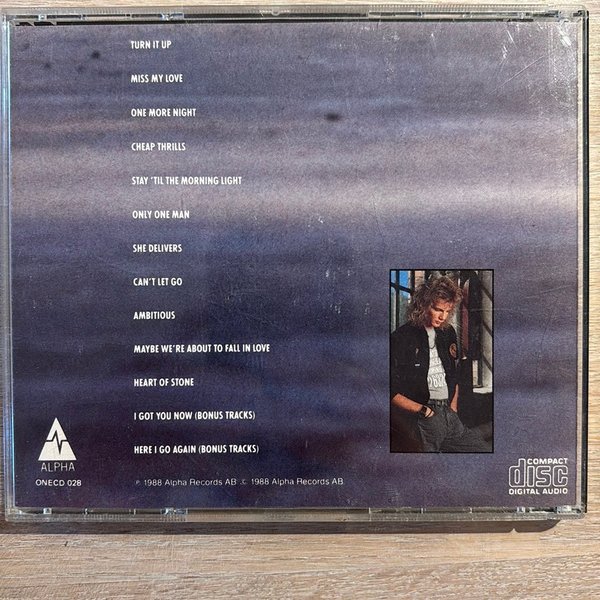 TURN IT UP
MISS MY LOVE
ONE MORE NIGHT
CHEAP THRILLS
STAY 'TIL THE MORNING LIGHT
ONLY ONE MAN
SHE DELIVERS
CAN'T LET GO
AMBITIOUS
MAYBE WE'RE ABOUT TO FALL IN LOVE
HEART OF STONE
I GOT YOU NOW (BONUS TRACKS)
HERE I GO AGAIN (BONUS TRACKS)
ALPHA
ONECD 028
℗ 1988 Alpha Records AB © 1988 Alpha Records AB
COMPACT
disc
DIGITAL AUDIO